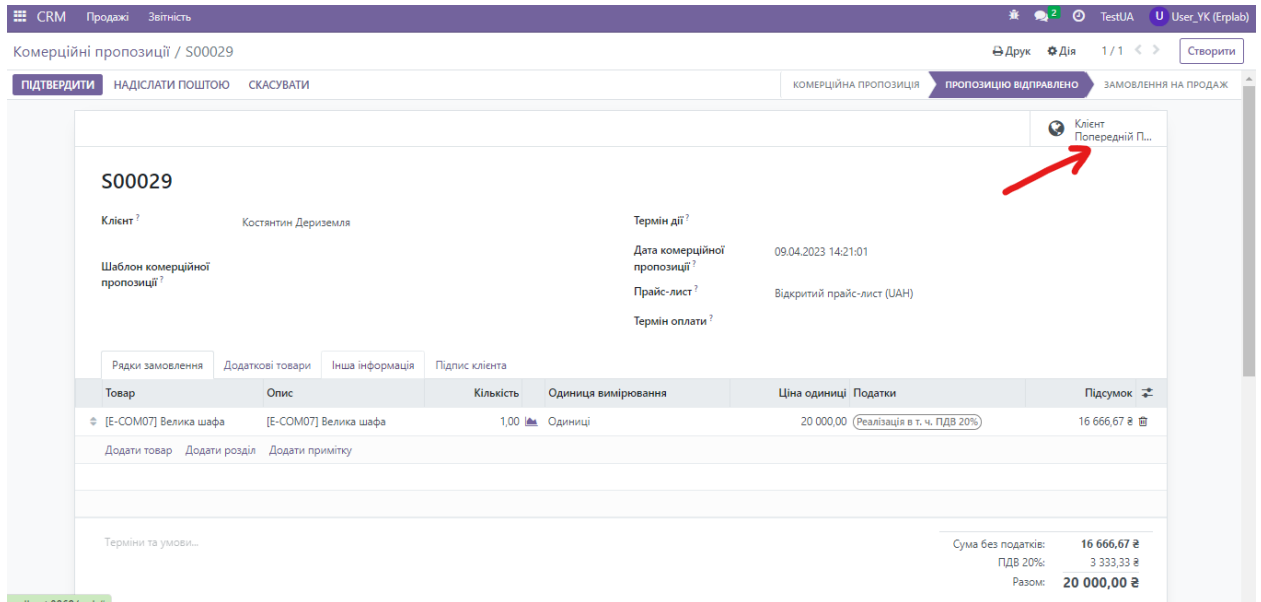 CRM Продажі Звітність 2 TestUA U User_YK (Erplab)
Комерційні пропозиції / S00029 Друк Дія 1 / 1 Створити
ПІДТВЕРДИТИ НАДІСЛАТИ ПОШТОЮ СКАСУВАТИ КОМЕРЦІЙНА ПРОПОЗИЦІЯ ПРОПОЗИЦІЮ ВІДПРАВЛЕНО ЗАМОВЛЕННЯ НА ПРОДАЖ
Клієнт
Попередній П...
S00029
Клієнт ? Костянтин Дериземля Термін дії ?
Дата комерційної 09.04.2023 14:21:01
пропозиції ?
Шаблон комерційної
пропозиції ?
Прайс-лист ? Відкритий прайс-лист (UAH)
Термін оплати ?
Рядки замовлення Додаткові товари Інша інформація Підпис клієнта
Товар Опис Кількість Одиниця вимірювання Ціна одиниці Податки Підсумок
[E-COM07] Велика шафа [E-COM07] Велика шафа 1,00 Одиниці 20 000,00 Реалізація в т. ч. ПДВ 20% 16 666,67 ₴
Додати товар Додати розділ Додати примітку
Терміни та умови... Сума без податків: 16 666,67 ₴
ПДВ 20%: 3 333,33 ₴
Разом: 20 000,00 ₴